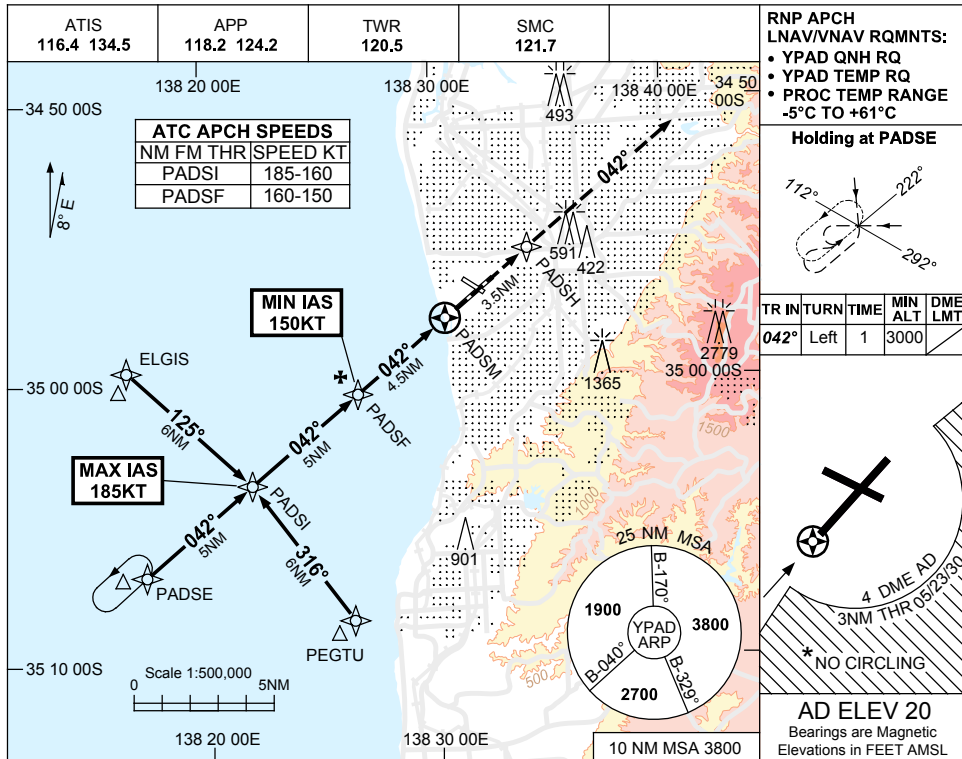 ATIS
116.4 134.5
APP
118.2 124.2
TWR
120.5
SMC
121.7
RNP APCH
LNAV/VNAV RQMNTS:
• YPAD QNH RQ
• YPAD TEMP RQ
• PROC TEMP RANGE
-5°C TO +61°C
138 20 00E
138 30 00E
138 40 00E
34 50
00S
34 50 00S
493
ATC APCH SPEEDS
NM FM THR SPEED KT
PADSI 185-160
PADSF 160-150
8° E
042°
591
422
PADSH
3.5NM
MIN IAS
150KT
PADSM
2779
1365
35 00 00S
1500
ELGIS
35 00 00S
042°
4.5NM
PADSF
125°
6NM
042°
5NM
MAX IAS
185KT
PADSI
1000
042°
5NM
316°
6NM
901
PADSE
PEGTU
35 10 00S
500
Scale 1:500,000
0 5NM
25 NM MSA
B-170°
1900
3800
YPAD
ARP
B-040°
B-329°
2700
138 20 00E
138 30 00E
10 NM MSA 3800
Holding at PADSE
112°
222°
292°
TR IN TURN TIME MIN ALT DME LMT
042° Left 1 3000
4 DME AD
3NM THR 05/23/30
*NO CIRCLING
AD ELEV 20
Bearings are Magnetic
Elevations in FEET AMSL